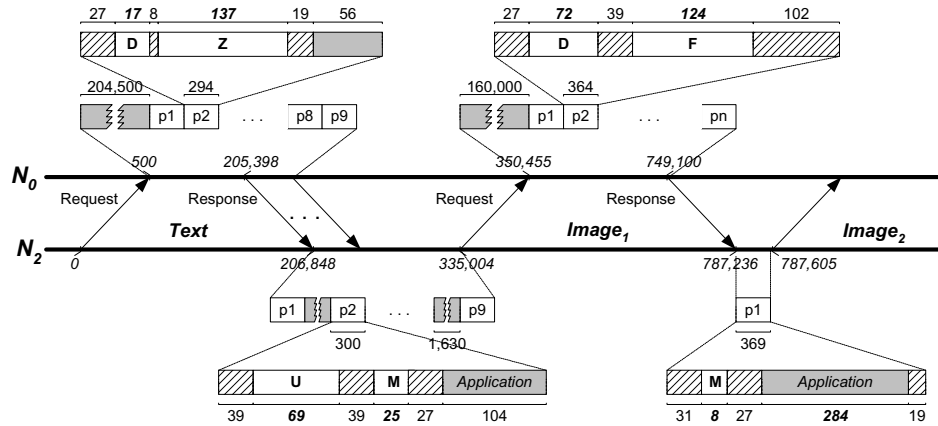 27 17 8 137 19 56
27 72 39 124 102
D Z
D F
204,500 294
160,000 364
p1 p2 . . . p8 p9
p1 p2 . . . pn
500 205,398
350,455 749,100
N0
Request Response
Request Response
. . .
Text Image1 Image2
N2
0 206,848 335,004 787,236 787,605
p1 p2 . . . p9
p1
300 1,630
369
U M Application
M Application
39 69 39 25 27 104
31 8 27 284 19